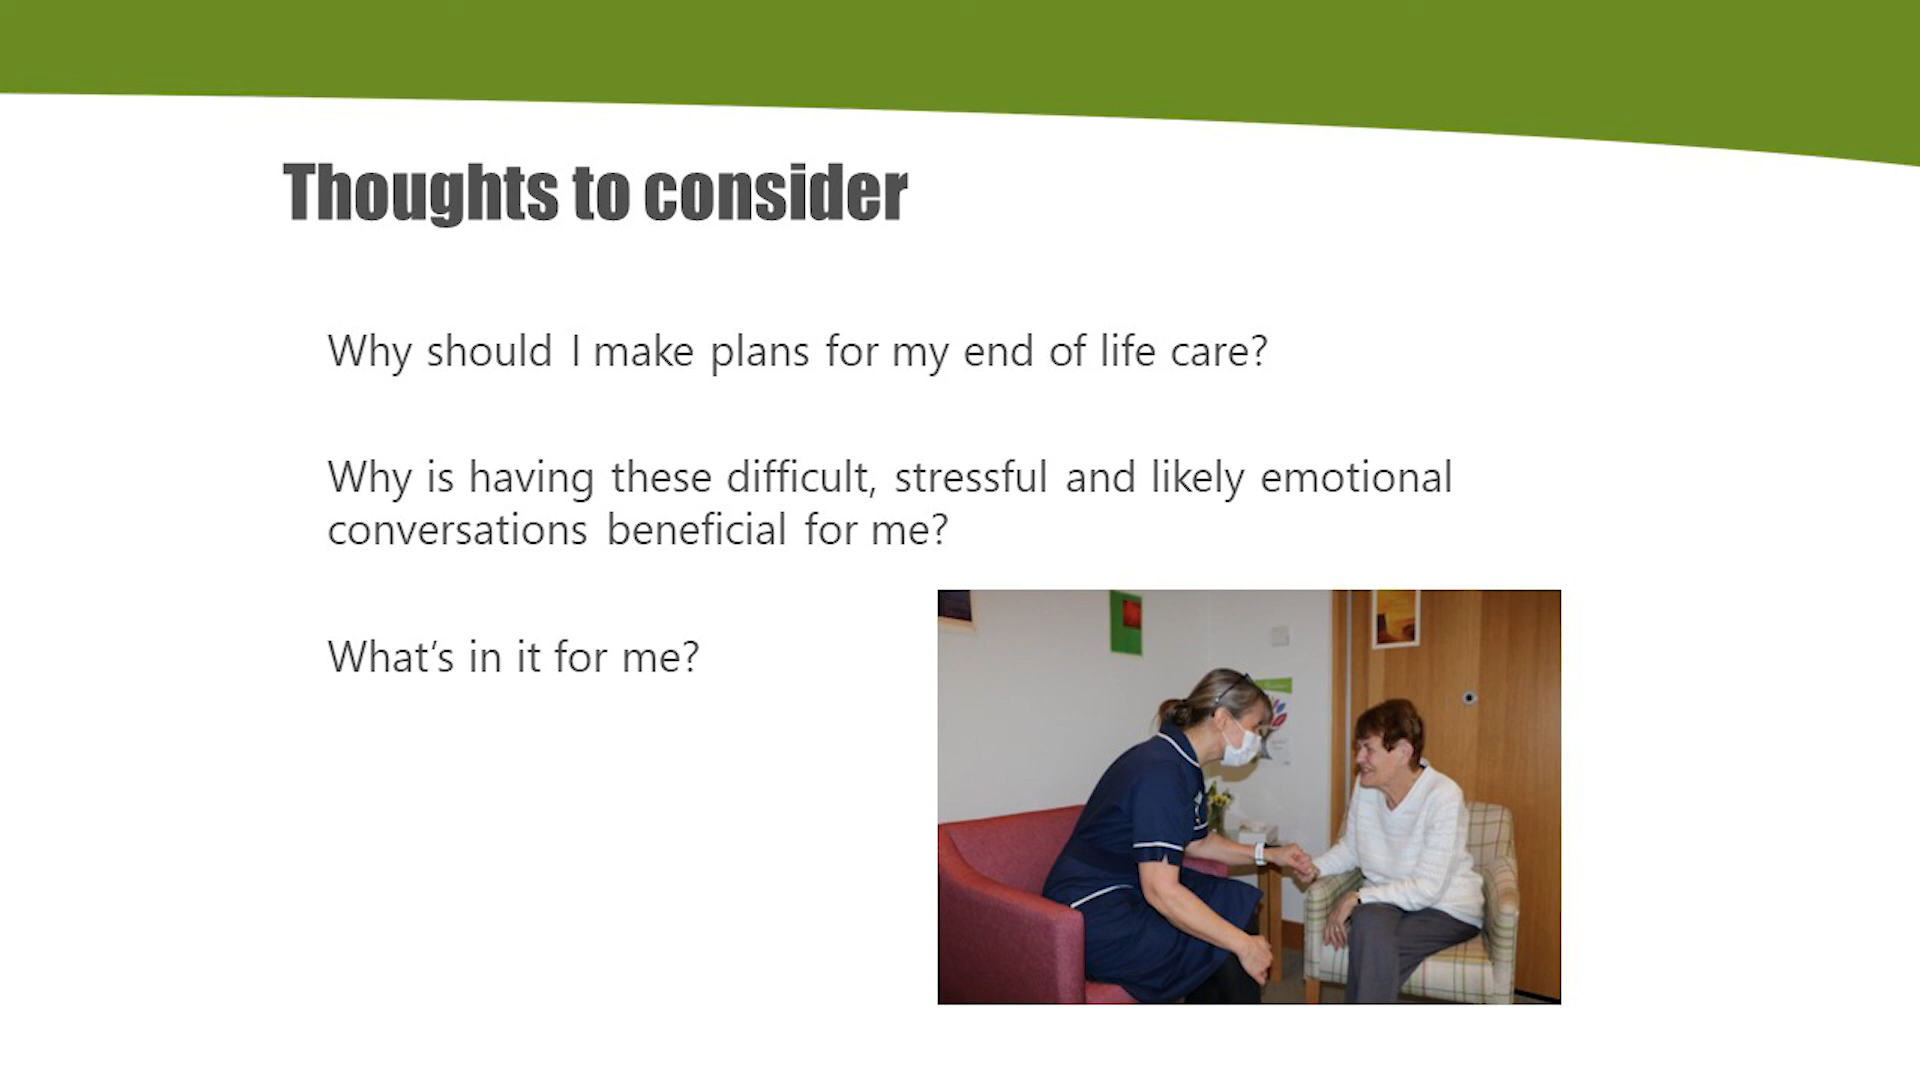 Thoughts to consider
Why should I make plans for my end of life care?
Why is having these difficult, stressful and likely emotional
conversations beneficial for me?
What's in it for me?